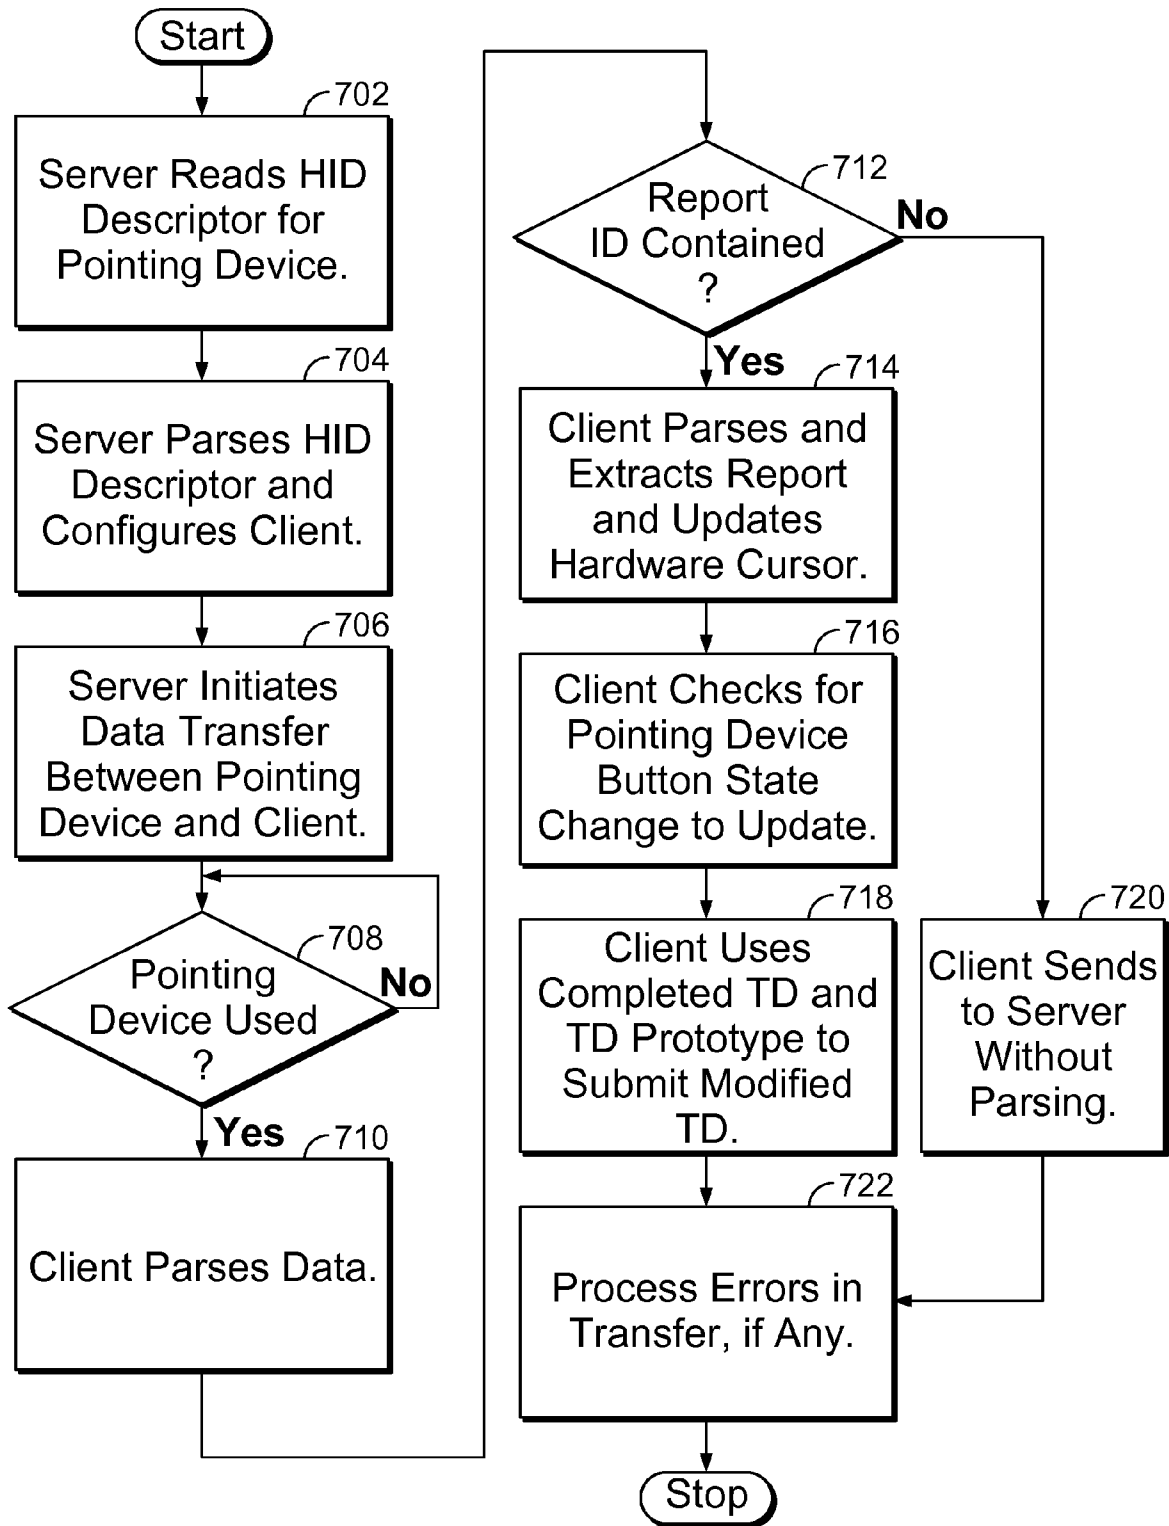 Start
702
Server Reads HID
Descriptor for
Pointing Device.
704
Server Parses HID
Descriptor and
Configures Client.
706
Server Initiates
Data Transfer
Between Pointing
Device and Client.
708
Pointing
Device Used
?
No
Yes
710
Client Parses Data.
712
Report
ID Contained
?
No
Yes
714
Client Parses and
Extracts Report
and Updates
Hardware Cursor.
716
Client Checks for
Pointing Device
Button State
Change to Update.
718
Client Uses
Completed TD and
TD Prototype to
Submit Modified
TD.
720
Client Sends
to Server
Without
Parsing.
722
Process Errors in
Transfer, if Any.
Stop